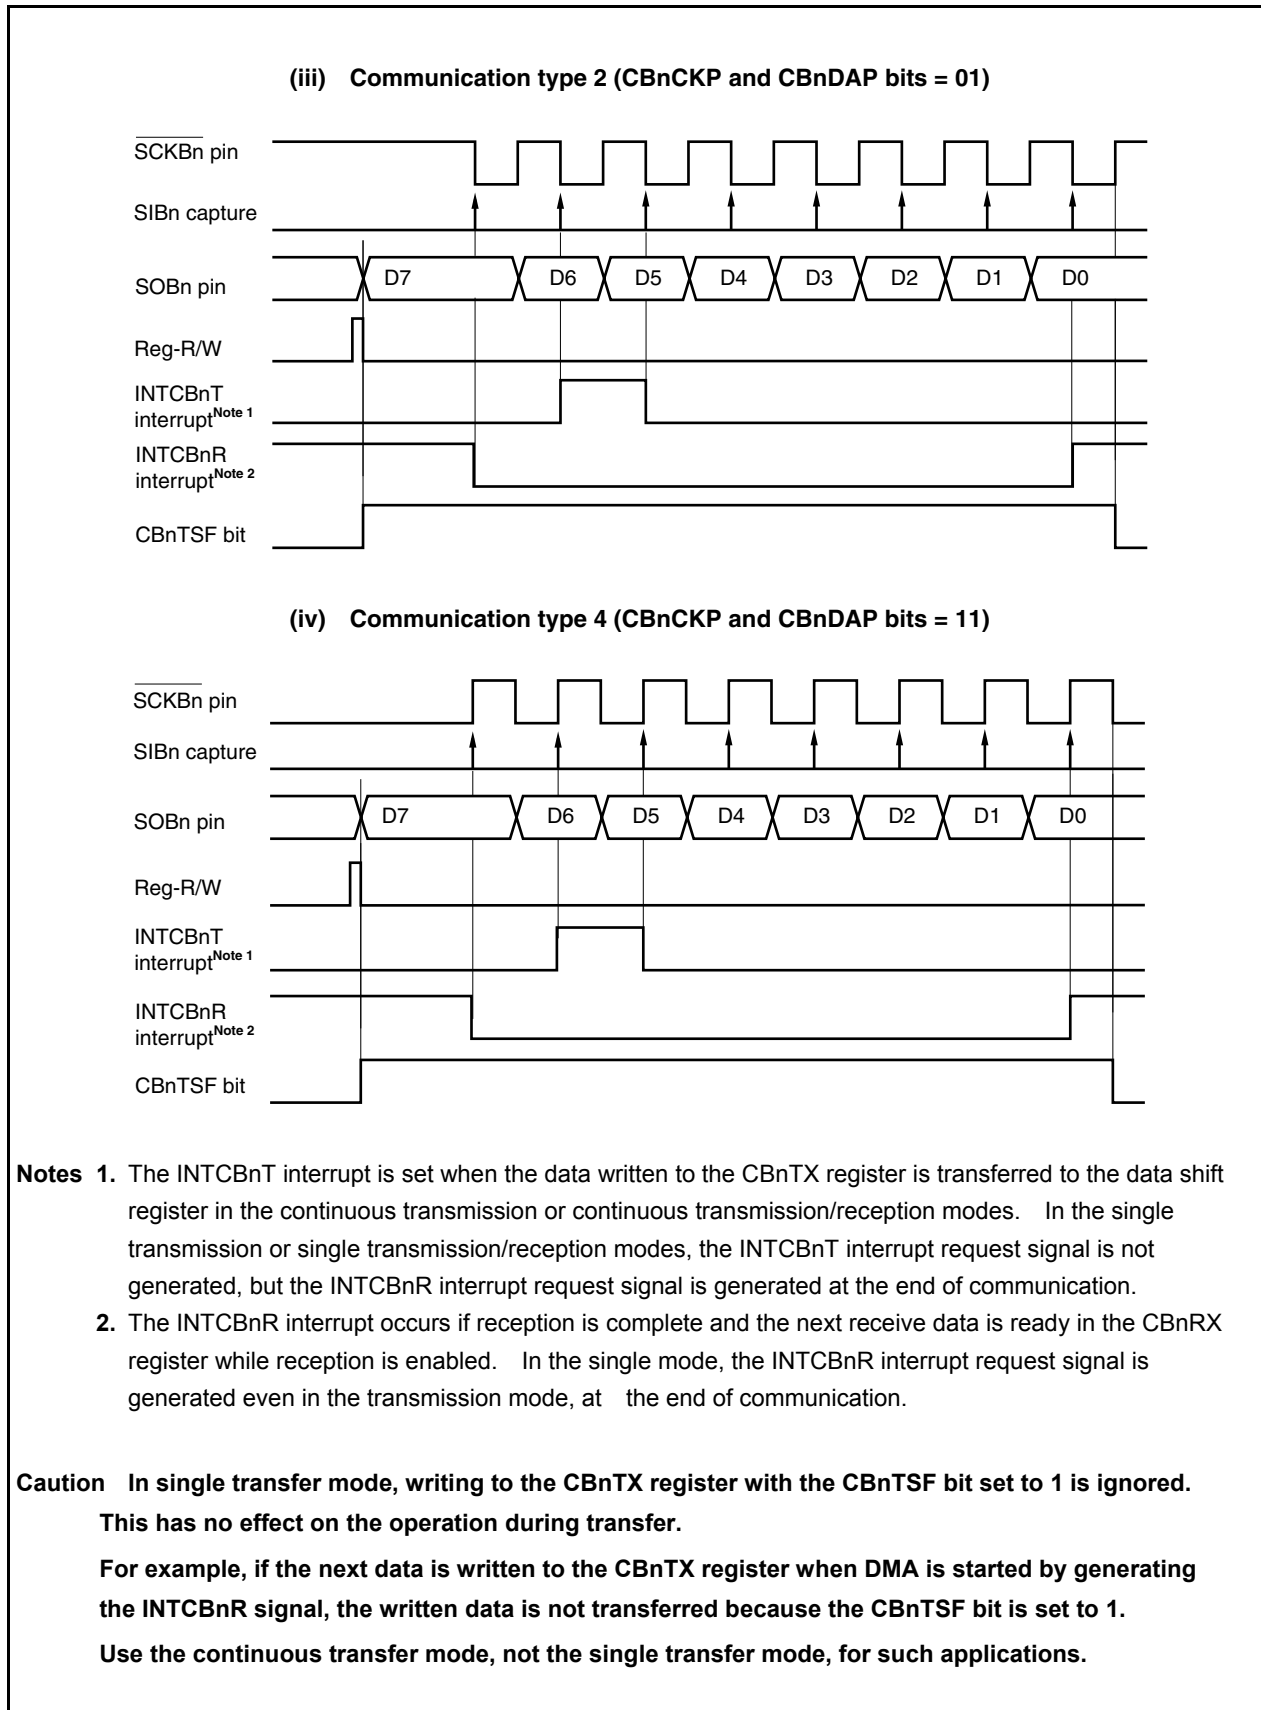 (iii) Communication type 2 (CBnCKP and CBnDAP bits = 01)
SCKBn pin
SIBn capture
SOBn pin
D7 D6 D5 D4 D3 D2 D1 D0
Reg-R/W
INTCBnT
interruptNote 1
INTCBnR
interruptNote 2
CBnTSF bit
(iv) Communication type 4 (CBnCKP and CBnDAP bits = 11)
SCKBn pin
SIBn capture
SOBn pin
D7 D6 D5 D4 D3 D2 D1 D0
Reg-R/W
INTCBnT
interruptNote 1
INTCBnR
interruptNote 2
CBnTSF bit
Notes 1. The INTCBnT interrupt is set when the data written to the CBnTX register is transferred to the data shift
register in the continuous transmission or continuous transmission/reception modes. In the single
transmission or single transmission/reception modes, the INTCBnT interrupt request signal is not
generated, but the INTCBnR interrupt request signal is generated at the end of communication.
2. The INTCBnR interrupt occurs if reception is complete and the next receive data is ready in the CBnRX
register while reception is enabled. In the single mode, the INTCBnR interrupt request signal is
generated even in the transmission mode, at the end of communication.
Caution In single transfer mode, writing to the CBnTX register with the CBnTSF bit set to 1 is ignored.
This has no effect on the operation during transfer.
For example, if the next data is written to the CBnTX register when DMA is started by generating
the INTCBnR signal, the written data is not transferred because the CBnTSF bit is set to 1.
Use the continuous transfer mode, not the single transfer mode, for such applications.